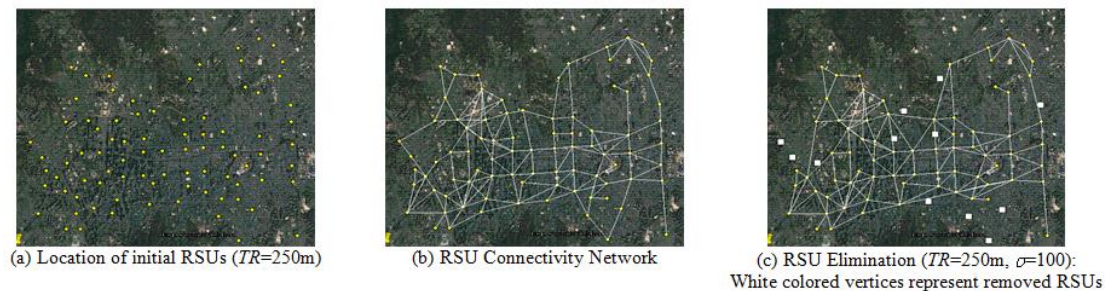 (a) Location of initial RSUs (TR=250m)
(b) RSU Connectivity Network
(c) RSU Elimination (TR=250m, σ=100):
White colored vertices represent removed RSUs